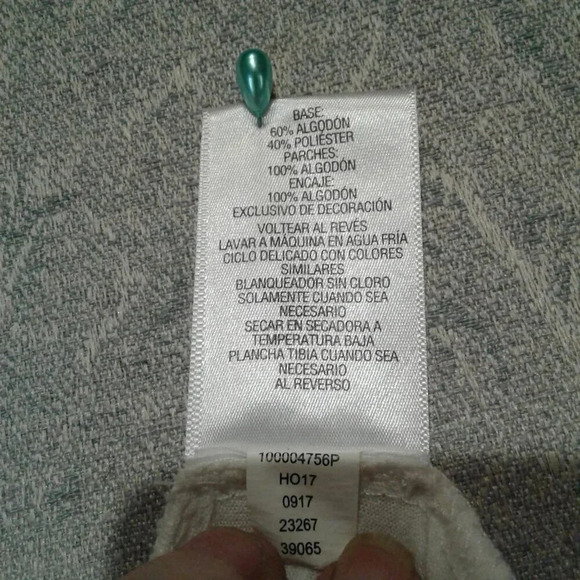 BASE:
60% ALGODÓN
40% POLIÉSTER
PARCHES:
100% ALGODÓN
ENCAJE:
100% ALGODÓN
EXCLUSIVO DE DECORACIÓN
VOLTEAR AL REVÉS
LAVAR A MÁQUINA EN AGUA FRÍA
CICLO DELICADO CON COLORES
SIMILARES
BLANQUEADOR SIN CLORO
SOLAMENTE CUANDO SEA
NECESARIO
SECAR EN SECADORA A
TEMPERATURA BAJA
PLANCHA TIBIA CUANDO SEA
NECESARIO
AL REVERSO
100004756P
HO17
0917
23267
39065